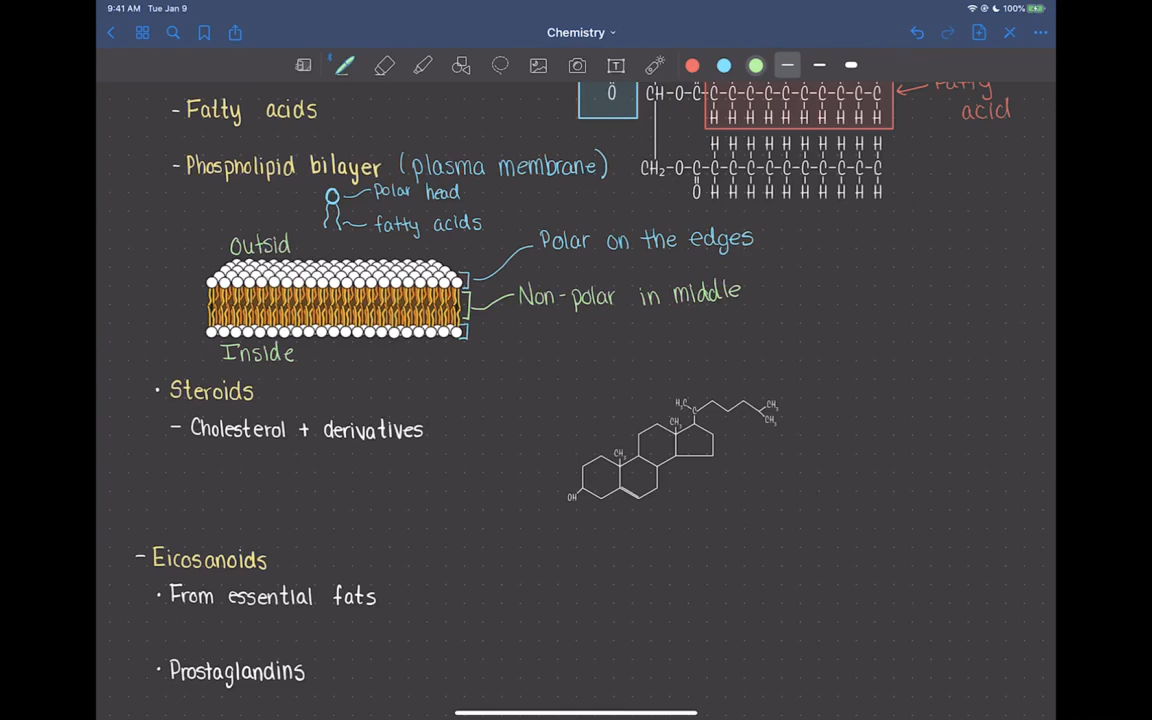 9:41 AM Tue Jan 9
100%
Chemistry
- Fatty acids
O CH-O-C-C-C-C-C-C-C-C-C-C-C
H H H H H H H H H H
Fatty
acid
- Phospholipid bilayer (plasma membrane)
H H H H H H H H H H
CH2-O-C-C-C-C-C-C-C-C-C-C-C
O H H H H H H H H H H
Polar head
fatty acids
Outsid
Polar on the edges
Non-polar in middle
Inside
• Steroids
- Cholesterol + derivatives
H3C
C
CH3
CH3
CH3
CH3
OH
- Eicosanoids
• From essential fats
• Prostaglandins